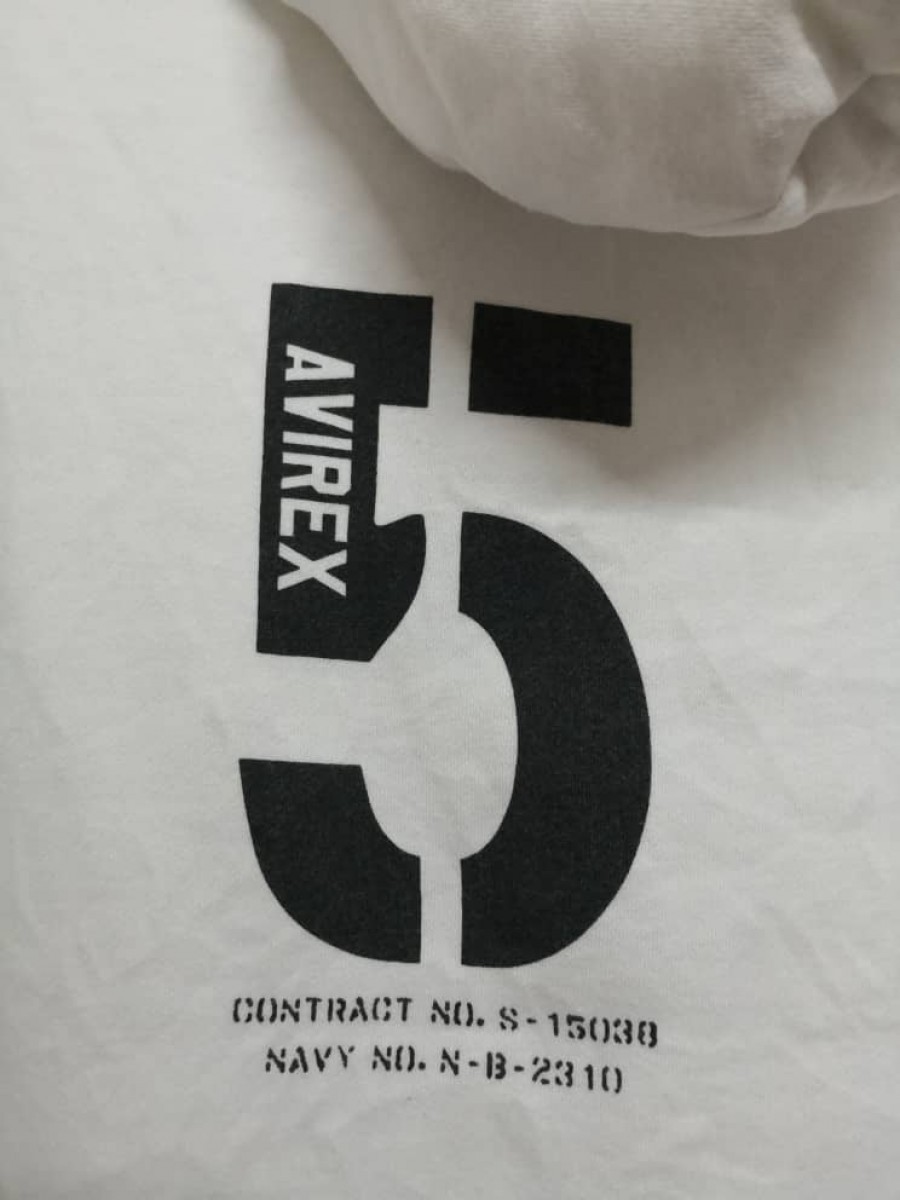 5
AVIREX
CONTRACT NO. S-15038
NAVY NO. N-B-2310